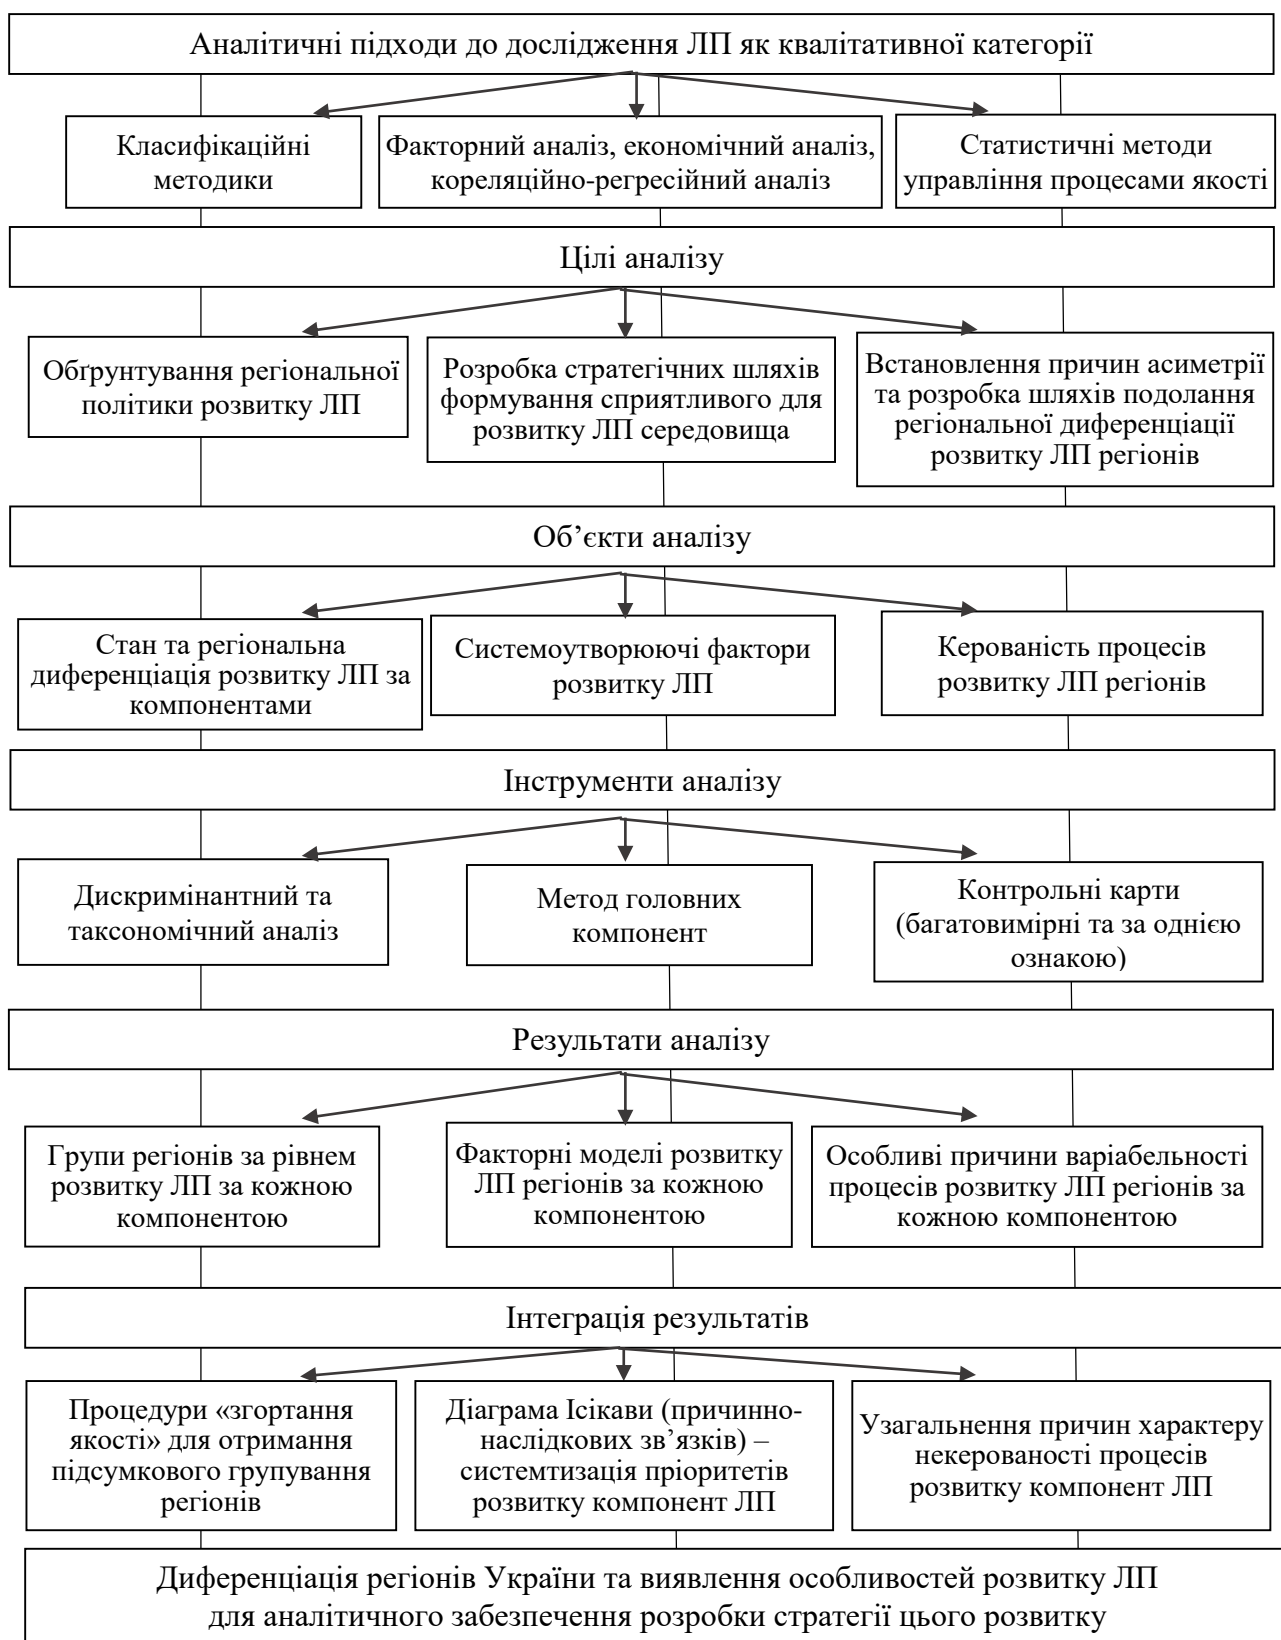 Аналітичні підходи до дослідження ЛП як квалітативної категорії
Класифікаційні
методики
Факторний аналіз, економічний аналіз,
кореляційно-регресійний аналіз
Статистичні методи
управління процесами якості
Цілі аналізу
Обґрунтування регіональної
політики розвитку ЛП
Розробка стратегічних шляхів
формування сприятливого для
розвитку ЛП середовища
Встановлення причин асиметрії
та розробка шляхів подолання
регіональної диференціації
розвитку ЛП регіонів
Об’єкти аналізу
Стан та регіональна
диференціація розвитку ЛП за
компонентами
Системоутворюючі фактори
розвитку ЛП
Керованість процесів
розвитку ЛП регіонів
Інструменти аналізу
Дискримінантний та
таксономічний аналіз
Метод головних
компонент
Контрольні карти
(багатовимірні та за однією
ознакою)
Результати аналізу
Групи регіонів за рівнем
розвитку ЛП за кожною
компонентою
Факторні моделі розвитку
ЛП регіонів за кожною
компонентою
Особливі причини варіабельності
процесів розвитку ЛП регіонів за
кожною компонентою
Інтеграція результатів
Процедури «згортання
якості» для отримання
підсумкового групування
регіонів
Діаграма Ісікави (причинно-
наслідкових зв’язків) –
системтизація пріоритетів
розвитку компонент ЛП
Узагальнення причин характеру
некерованості процесів
розвитку компонент ЛП
Диференціація регіонів України та виявлення особливостей розвитку ЛП
для аналітичного забезпечення розробки стратегії цього розвитку